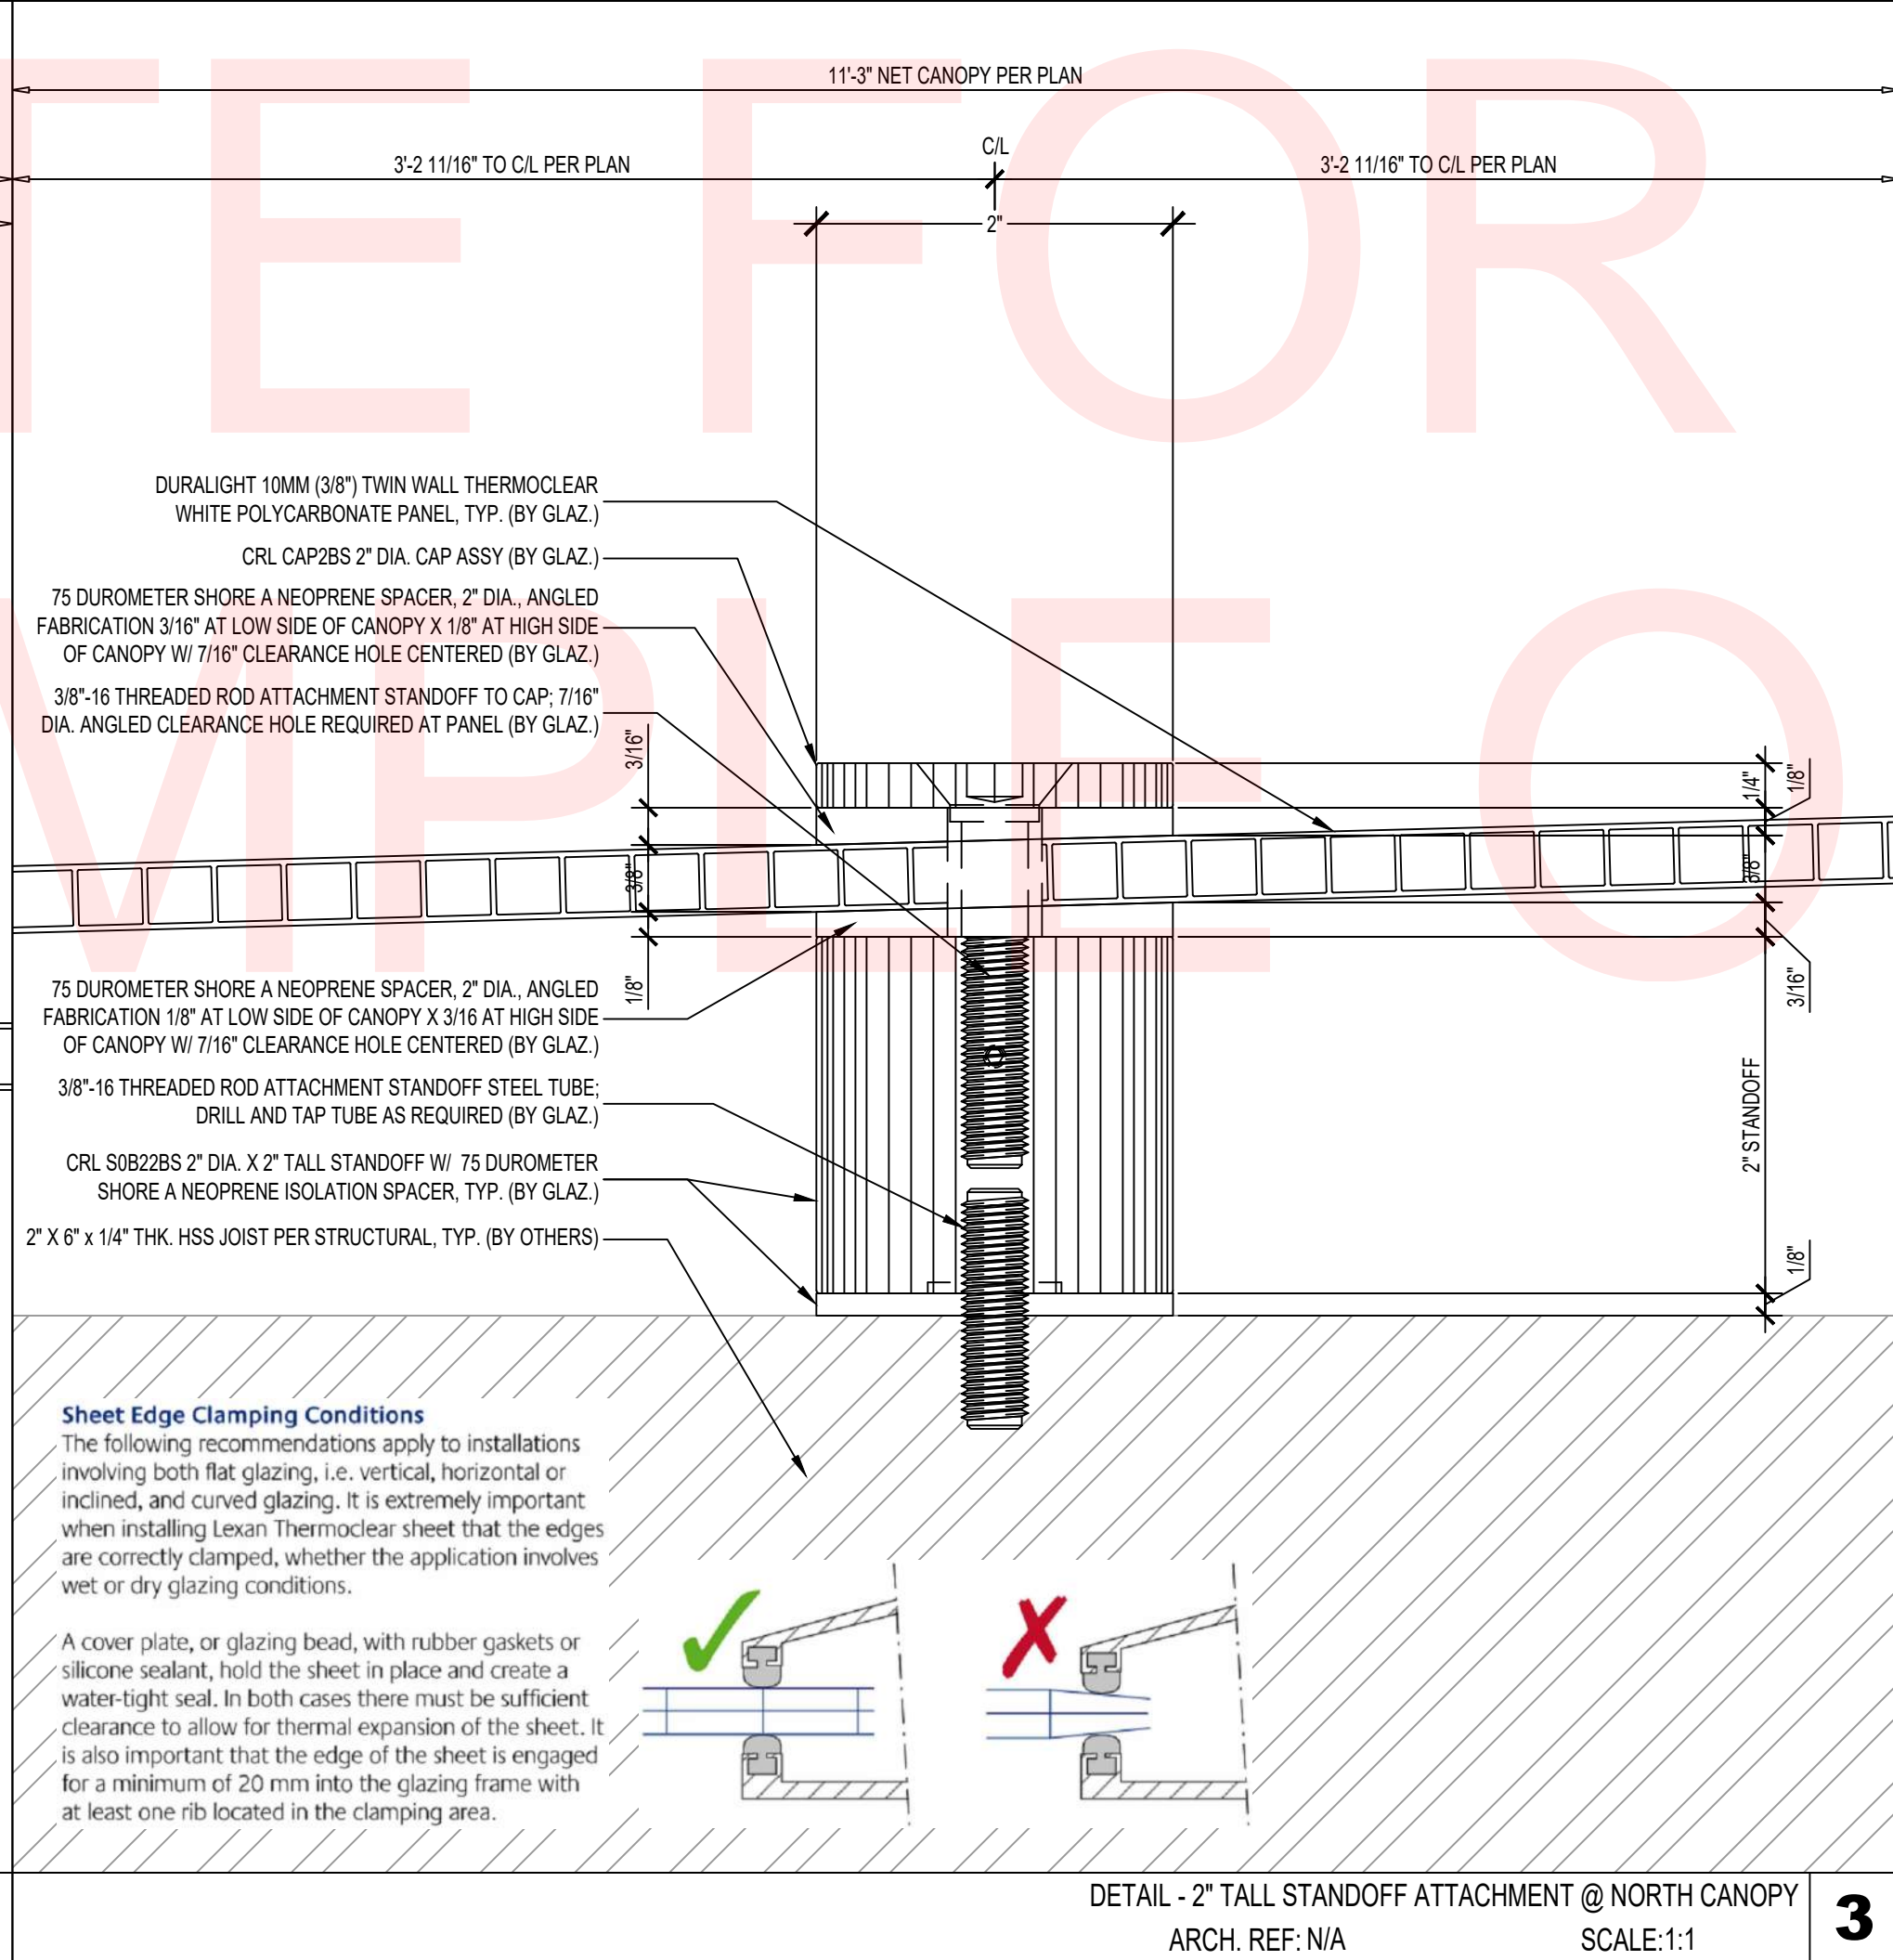 TE FOR
MPLE O
11'-3" NET CANOPY PER PLAN
C/L
3'-2 11/16" TO C/L PER PLAN
3'-2 11/16" TO C/L PER PLAN
2"
DURALIGHT 10MM (3/8") TWIN WALL THERMOCLEAR
WHITE POLYCARBONATE PANEL, TYP. (BY GLAZ.)
CRL CAP2BS 2" DIA. CAP ASSY (BY GLAZ.)
75 DUROMETER SHORE A NEOPRENE SPACER, 2" DIA., ANGLED
FABRICATION 3/16" AT LOW SIDE OF CANOPY X 1/8" AT HIGH SIDE
OF CANOPY W/ 7/16" CLEARANCE HOLE CENTERED (BY GLAZ.)
3/8"-16 THREADED ROD ATTACHMENT STANDOFF TO CAP; 7/16"
DIA. ANGLED CLEARANCE HOLE REQUIRED AT PANEL (BY GLAZ.)
3/16"
3/8"
1/8"
1/4"
1/8"
3/8"
3/16"
2" STANDOFF
1/8"
75 DUROMETER SHORE A NEOPRENE SPACER, 2" DIA., ANGLED
FABRICATION 1/8" AT LOW SIDE OF CANOPY X 3/16 AT HIGH SIDE
OF CANOPY W/ 7/16" CLEARANCE HOLE CENTERED (BY GLAZ.)
3/8"-16 THREADED ROD ATTACHMENT STANDOFF STEEL TUBE;
DRILL AND TAP TUBE AS REQUIRED (BY GLAZ.)
CRL S0B22BS 2" DIA. X 2" TALL STANDOFF W/ 75 DUROMETER
SHORE A NEOPRENE ISOLATION SPACER, TYP. (BY GLAZ.)
2" X 6" x 1/4" THK. HSS JOIST PER STRUCTURAL, TYP. (BY OTHERS)
Sheet Edge Clamping Conditions
The following recommendations apply to installations
involving both flat glazing, i.e. vertical, horizontal or
inclined, and curved glazing. It is extremely important
when installing Lexan Thermoclear sheet that the edges
are correctly clamped, whether the application involves
wet or dry glazing conditions.
A cover plate, or glazing bead, with rubber gaskets or
silicone sealant, hold the sheet in place and create a
water-tight seal. In both cases there must be sufficient
clearance to allow for thermal expansion of the sheet. It
is also important that the edge of the sheet is engaged
for a minimum of 20 mm into the glazing frame with
at least one rib located in the clamping area.
DETAIL - 2" TALL STANDOFF ATTACHMENT @ NORTH CANOPY
ARCH. REF: N/A
SCALE:1:1
3